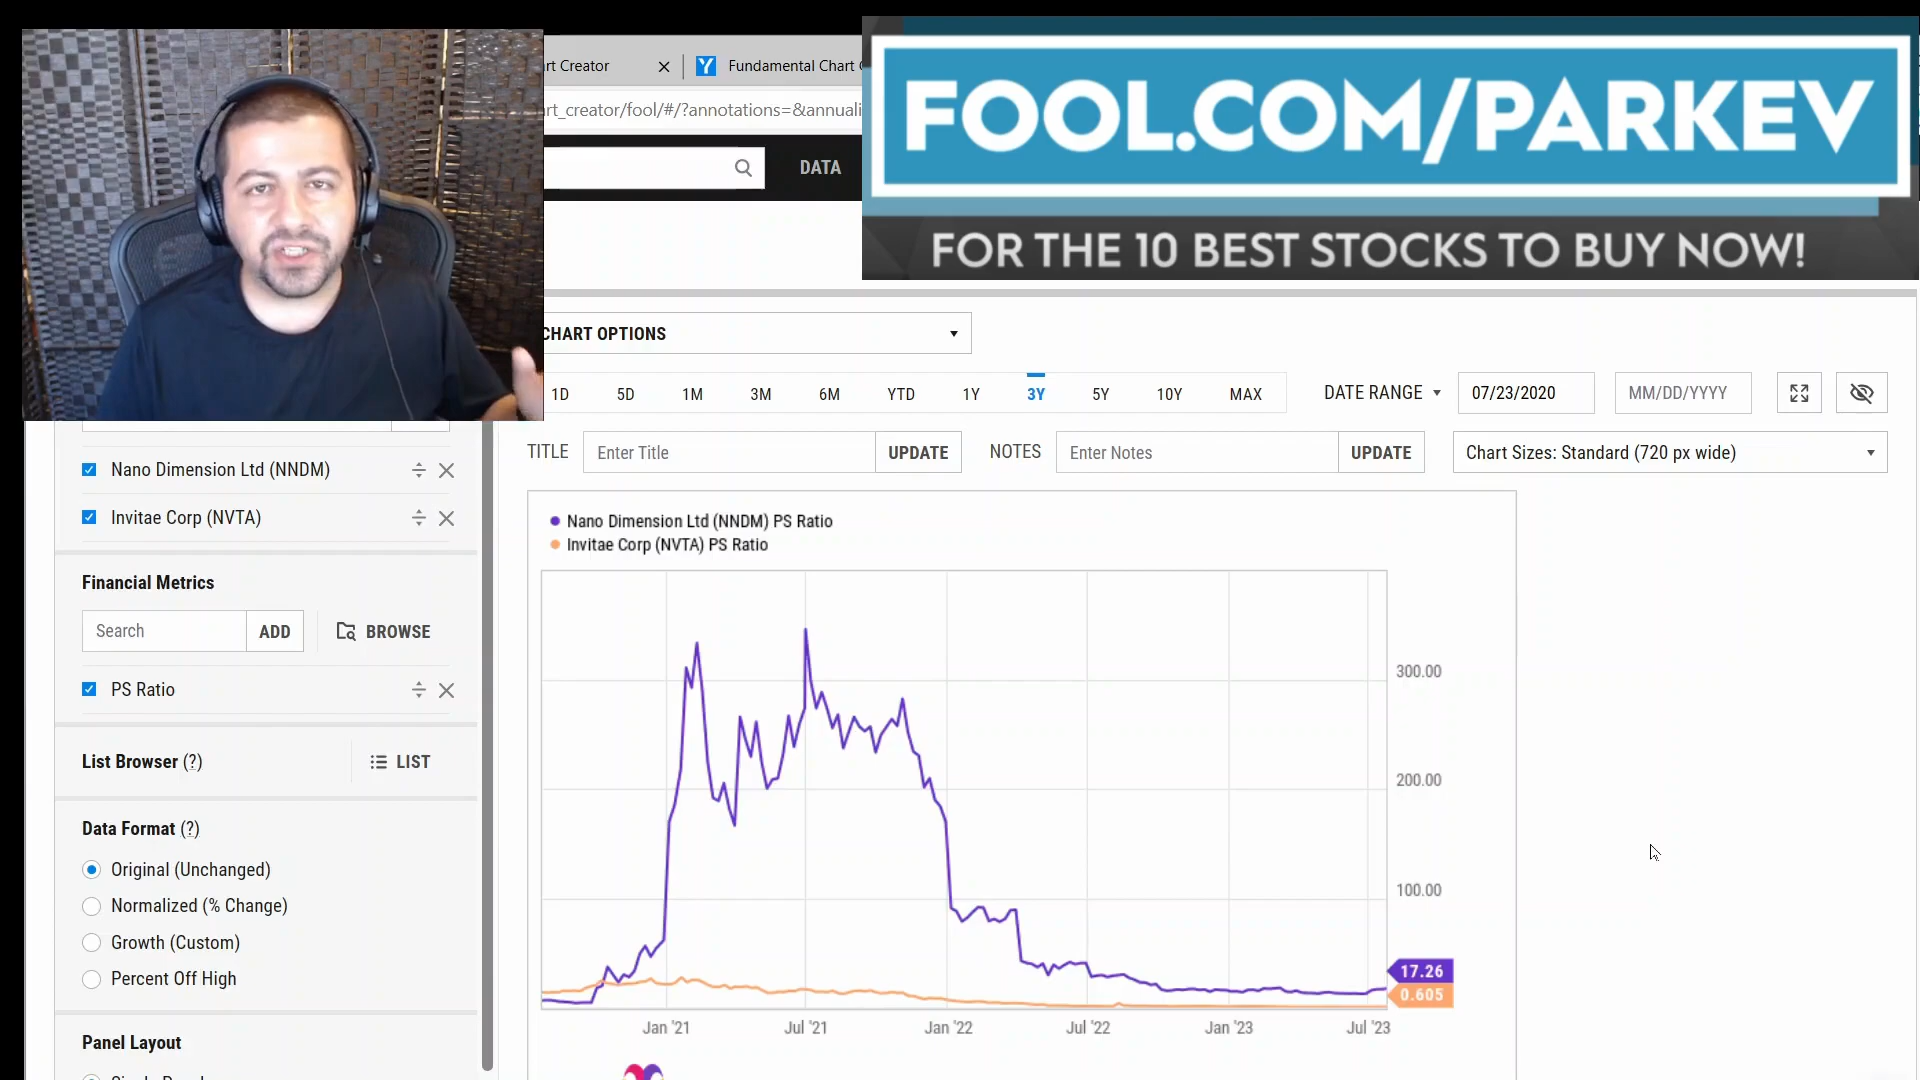 rt Creator
Fundamental Chart
FOOL.COM/PARKEV
rt_creator/fool/#/?annotations=&annuali
DATA
FOR THE 10 BEST STOCKS TO BUY NOW!
CHART OPTIONS
1D 5D 1M 3M 6M YTD 1Y 3Y 5Y 10Y MAX DATE RANGE 07/23/2020 MM/DD/YYYY
TITLE Enter Title UPDATE NOTES Enter Notes UPDATE Chart Sizes: Standard (720 px wide)
Nano Dimension Ltd (NNDM)
Invitae Corp (NVTA)
Financial Metrics
Search ADD BROWSE
PS Ratio
List Browser (?) LIST
Data Format (?)
Original (Unchanged)
Normalized (% Change)
Growth (Custom)
Percent Off High
Panel Layout
Nano Dimension Ltd (NNDM) PS Ratio
Invitae Corp (NVTA) PS Ratio
300.00
200.00
100.00
17.26
0.605
Jan '21 Jul '21 Jan '22 Jul '22 Jan '23 Jul '23